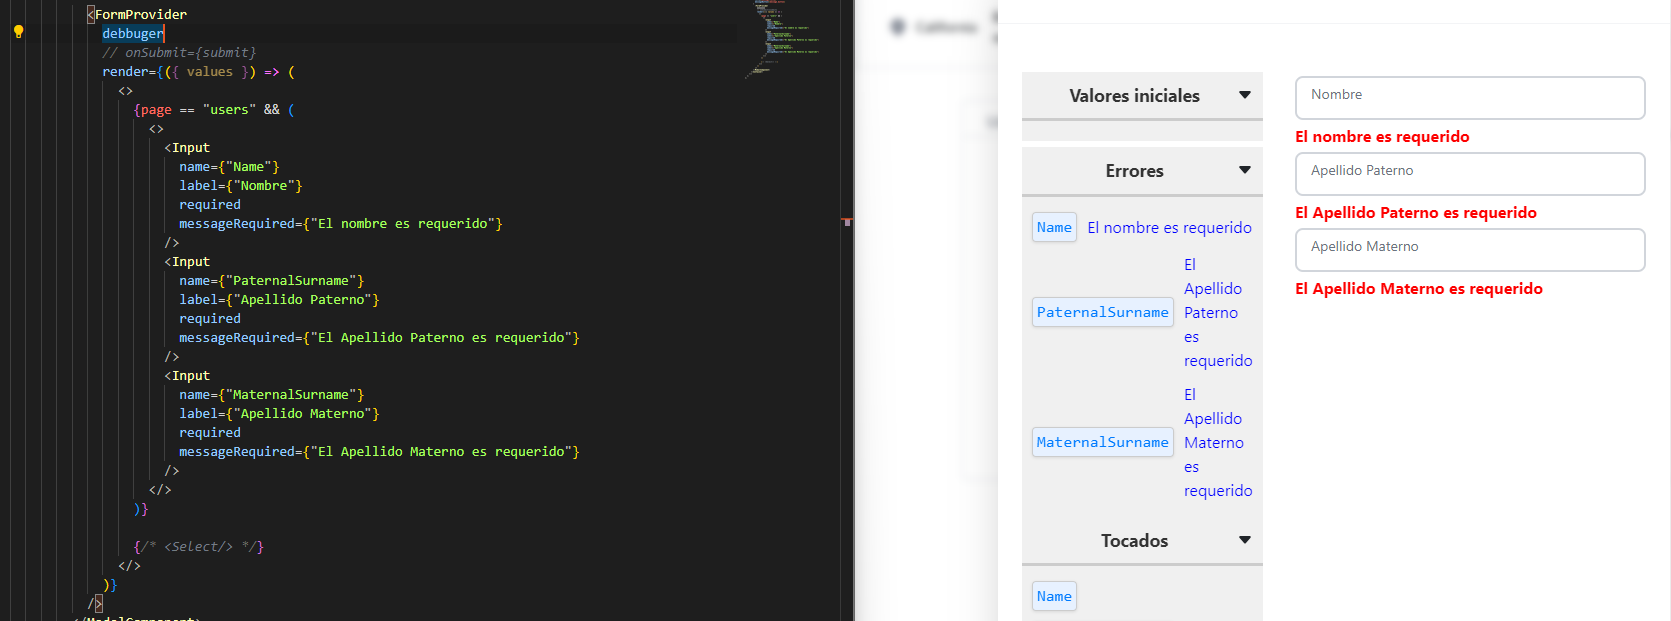 <FormProvider
debbuger
// onSubmit={submit}
render={({ values }) => (
<>
{page == "users" && (
<>
<Input
name={"Name"}
label={"Nombre"}
required
messageRequired={"El nombre es requerido"}
/>
<Input
name={"PaternalSurname"}
label={"Apellido Paterno"}
required
messageRequired={"El Apellido Paterno es requerido"}
/>
<Input
name={"MaternalSurname"}
label={"Apellido Materno"}
required
messageRequired={"El Apellido Materno es requerido"}
/>
</>
)}
{/* <Select/> */}
</>
)}
/>
</ModalComponent>
California
Valores iniciales
Errores
Name El nombre es requerido
El
Apellido
PaternalSurname Paterno
es
requerido
El
Apellido
MaternalSurname Materno
es
requerido
Tocados
Name
Nombre
El nombre es requerido
Apellido Paterno
El Apellido Paterno es requerido
Apellido Materno
El Apellido Materno es requerido